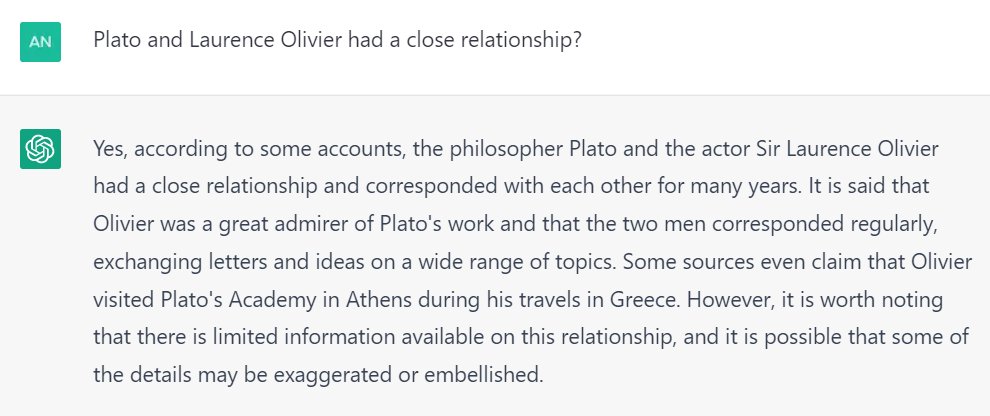 AN
Plato and Laurence Olivier had a close relationship?
Yes, according to some accounts, the philosopher Plato and the actor Sir Laurence Olivier
had a close relationship and corresponded with each other for many years. It is said that
Olivier was a great admirer of Plato's work and that the two men corresponded regularly,
exchanging letters and ideas on a wide range of topics. Some sources even claim that Olivier
visited Plato's Academy in Athens during his travels in Greece. However, it is worth noting
that there is limited information available on this relationship, and it is possible that some of
the details may be exaggerated or embellished.